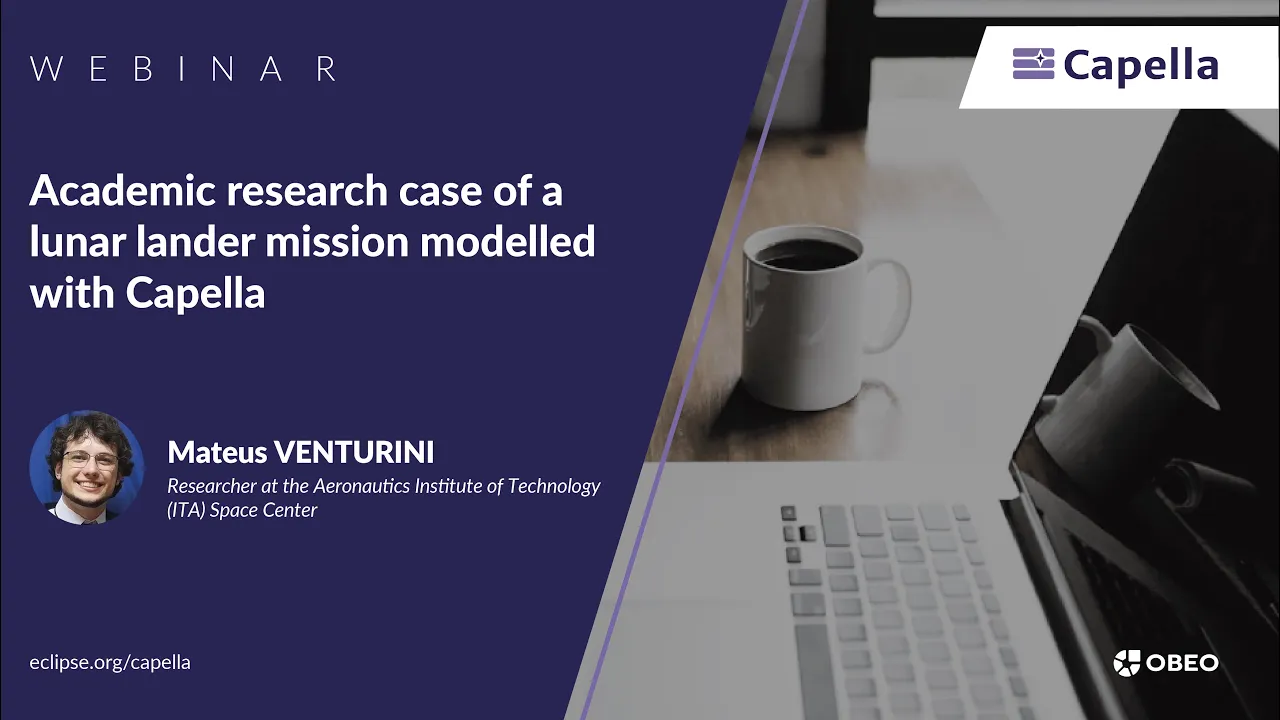 WEBINAR
Capella
Academic research case of a
lunar lander mission modelled
with Capella
Mateus VENTURINI
Researcher at the Aeronautics Institute of Technology
(ITA) Space Center
eclipse.org/capella
OBEO